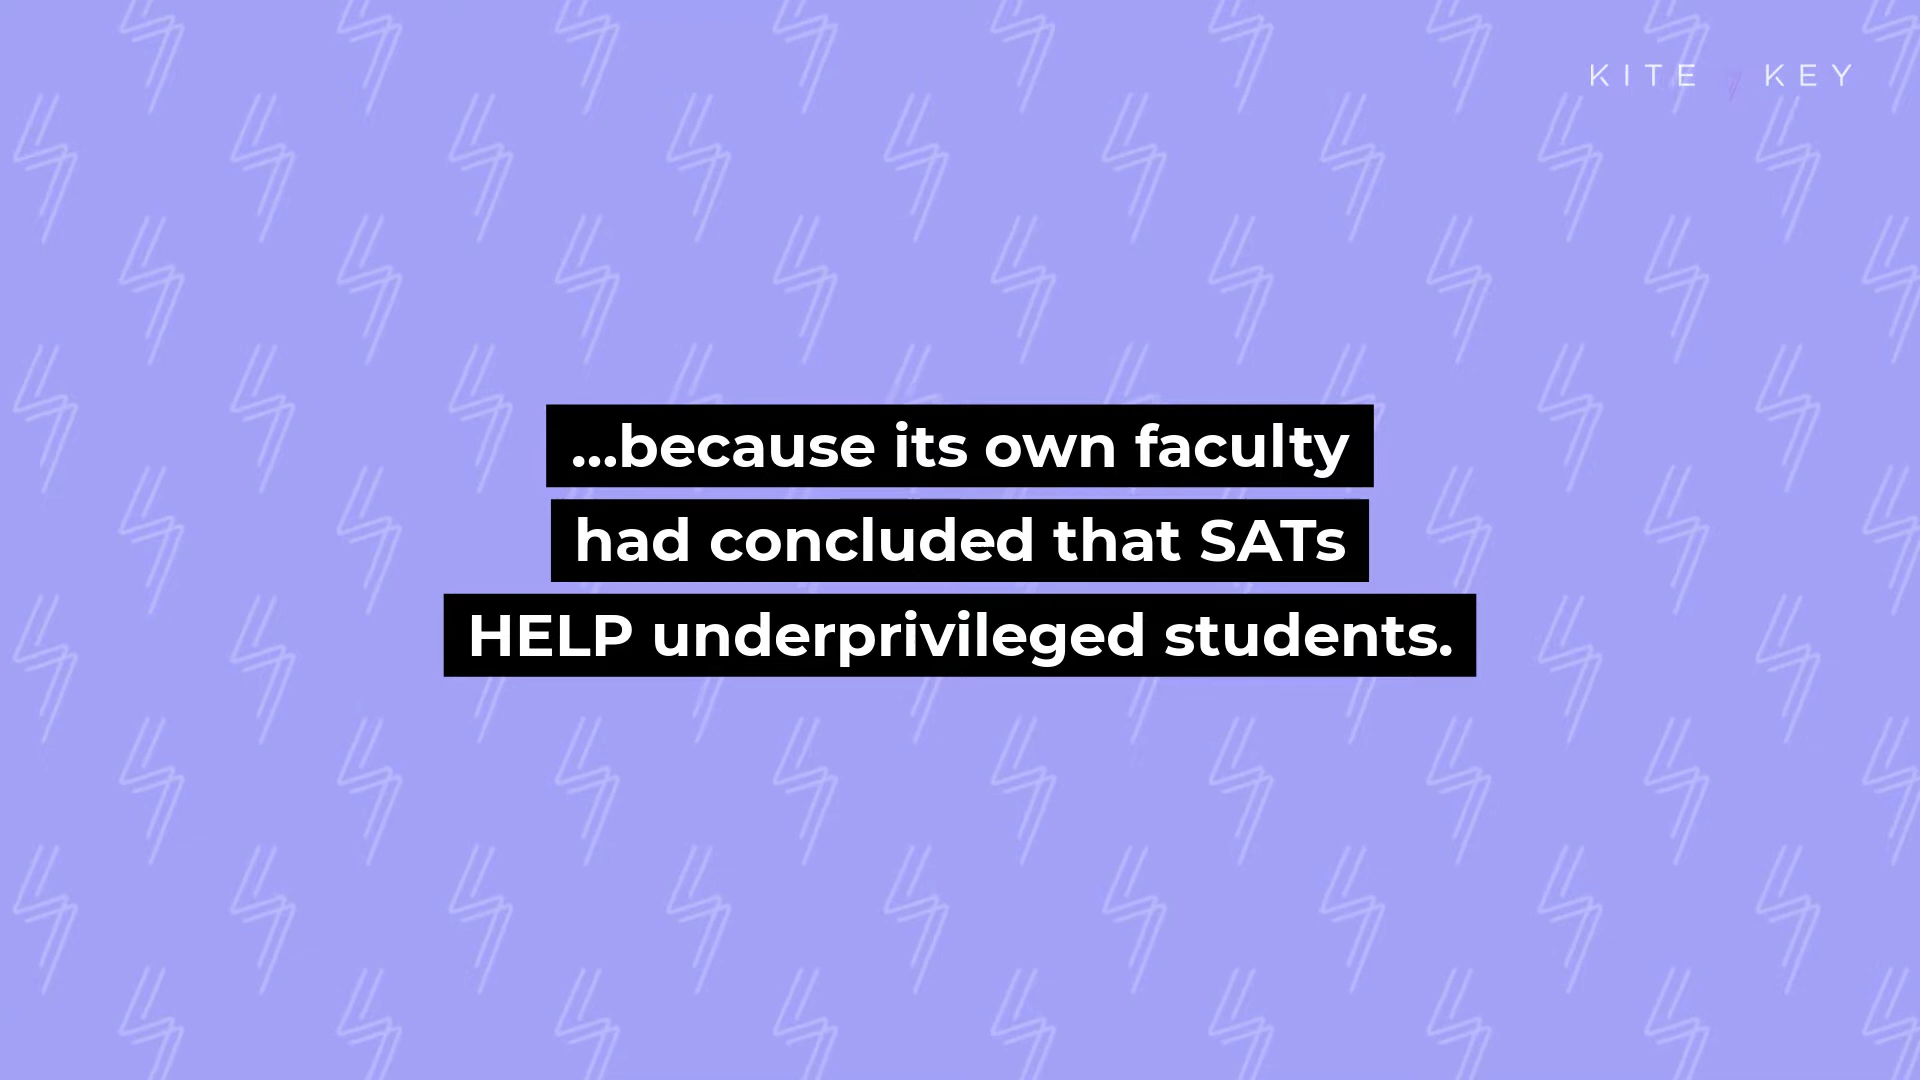 KITE KEY
...because its own faculty
had concluded that SATs
HELP underprivileged students.